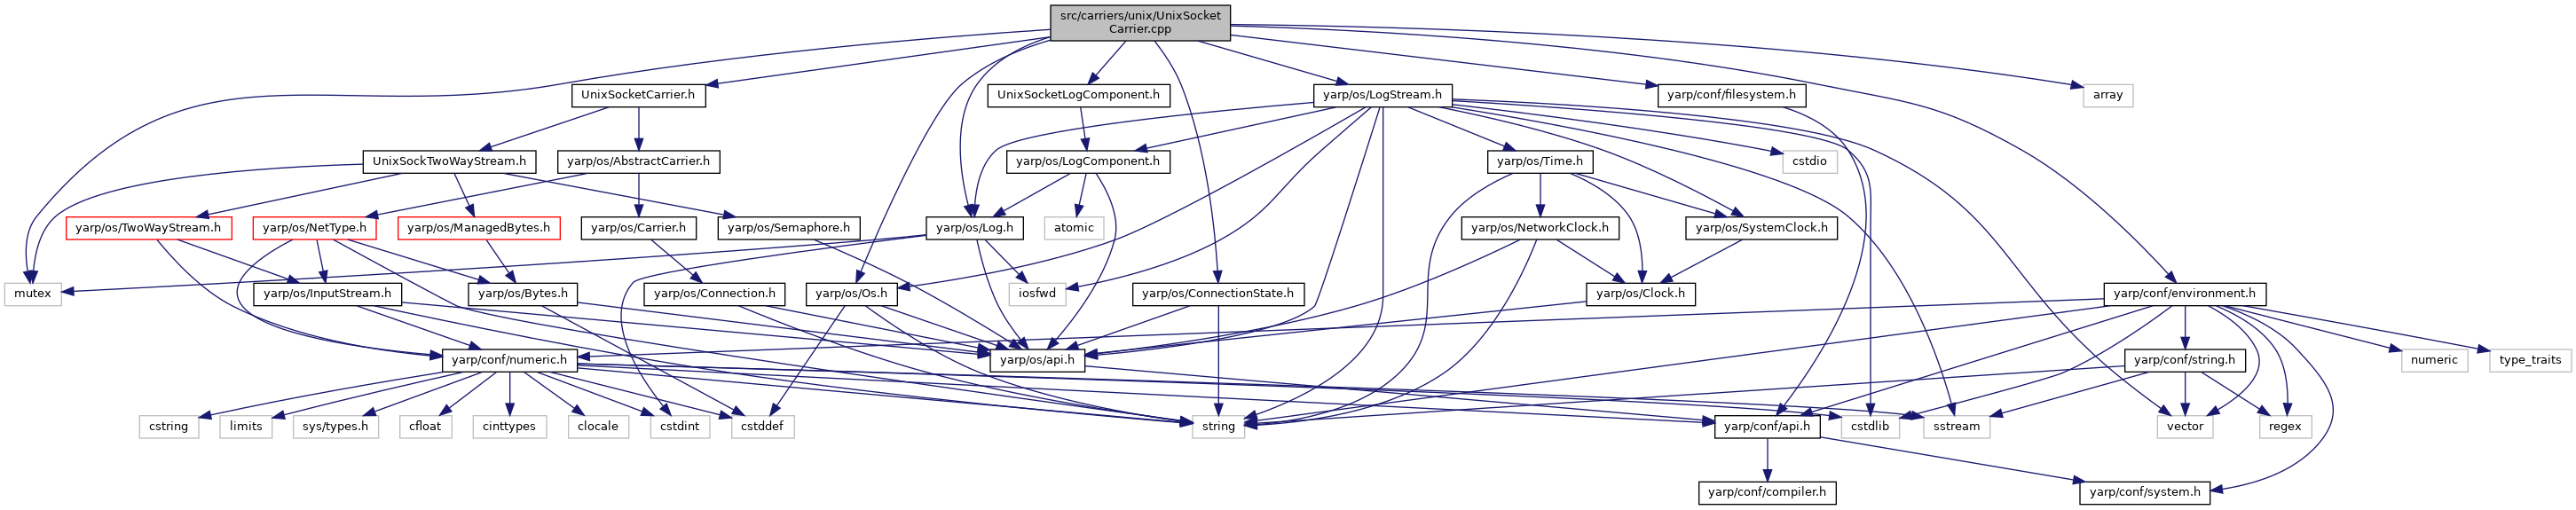 src/carriers/unix/UnixSocket
Carrier.cpp
UnixSocketCarrier.h
UnixSocketLogComponent.h
yarp/os/LogStream.h
yarp/conf/filesystem.h
array
UnixSockTwoWayStream.h
yarp/os/AbstractCarrier.h
yarp/os/LogComponent.h
yarp/os/Time.h
cstdio
yarp/os/TwoWayStream.h
yarp/os/NetType.h
yarp/os/ManagedBytes.h
yarp/os/Carrier.h
yarp/os/Semaphore.h
yarp/os/Log.h
atomic
yarp/os/NetworkClock.h
yarp/os/SystemClock.h
mutex
yarp/os/InputStream.h
yarp/os/Bytes.h
yarp/os/Connection.h
yarp/os/Os.h
iosfwd
yarp/os/ConnectionState.h
yarp/os/Clock.h
yarp/conf/environment.h
yarp/conf/numeric.h
yarp/os/api.h
yarp/conf/string.h
numeric
type_traits
cstring
limits
sys/types.h
cfloat
cinttypes
clocale
cstdint
cstddef
string
yarp/conf/api.h
cstdlib
sstream
vector
regex
yarp/conf/compiler.h
yarp/conf/system.h